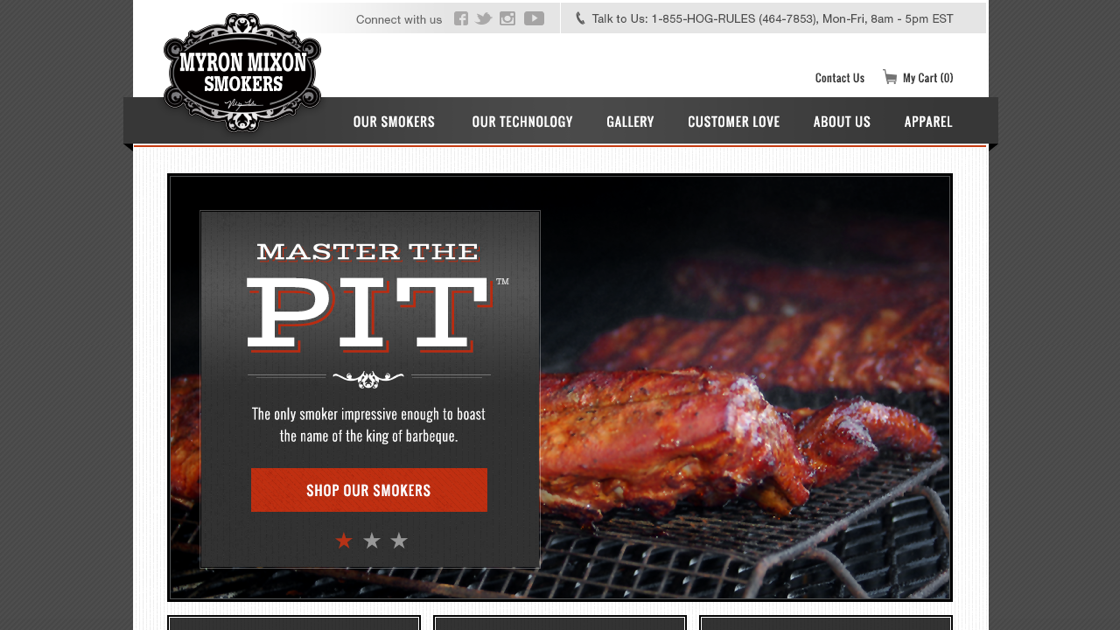 Connect with us
Talk to Us: 1-855-HOG-RULES (464-7853), Mon-Fri, 8am - 5pm EST
MYRON MIXON
SMOKERS
Contact Us
My Cart (0)
OUR SMOKERS
OUR TECHNOLOGY
GALLERY
CUSTOMER LOVE
ABOUT US
APPAREL
MASTER THE
PIT™
The only smoker impressive enough to boast
the name of the king of barbeque.
SHOP OUR SMOKERS